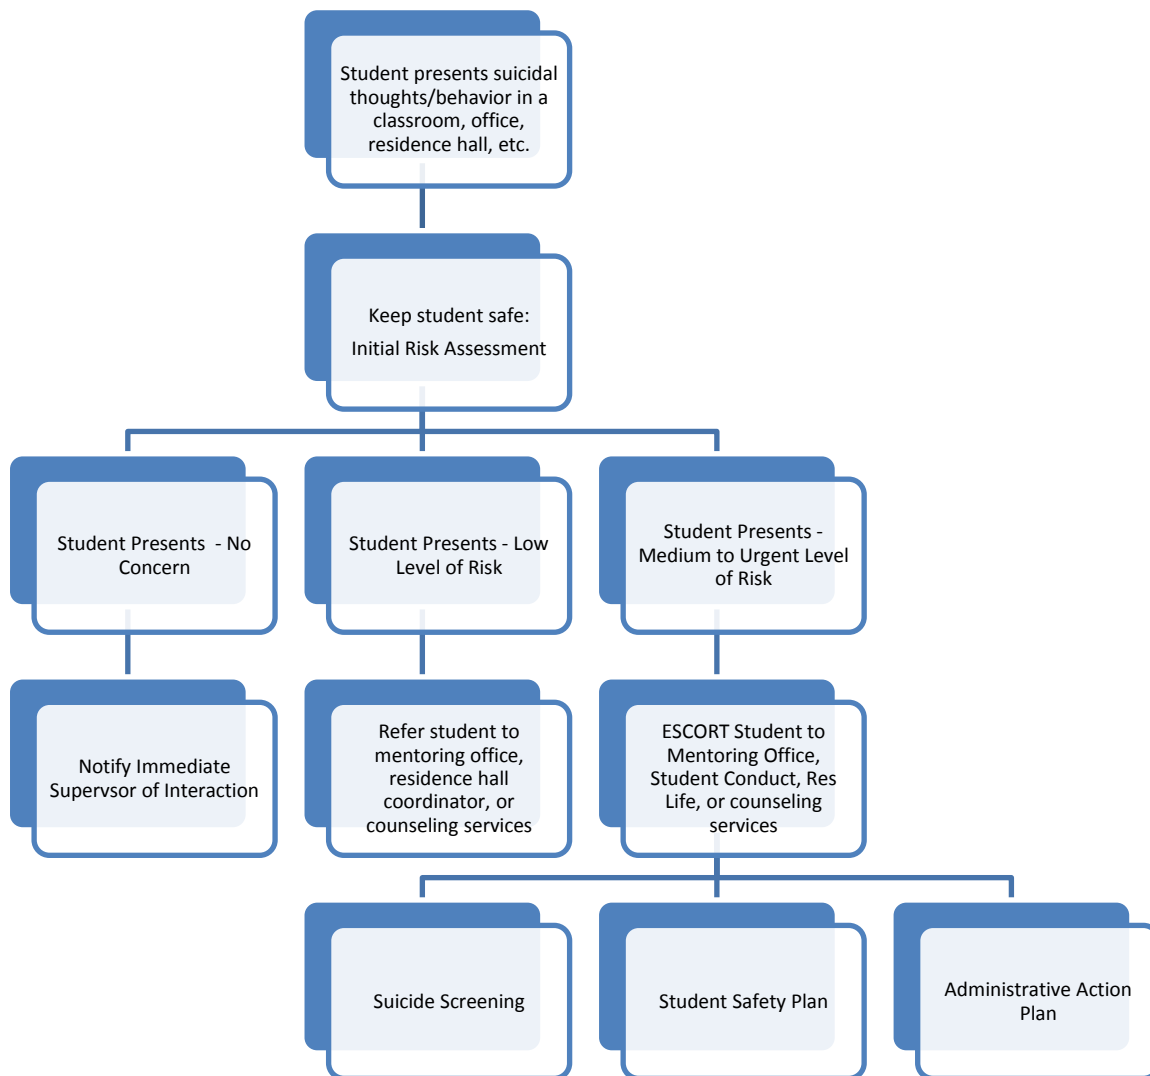 Student presents suicidal
thoughts/behavior in a
classroom, office,
residence hall, etc.
Keep student safe:
Initial Risk Assessment
Student Presents - No
Concern
Student Presents - Low
Level of Risk
Student Presents -
Medium to Urgent Level
of Risk
Notify Immediate
Supervsor of Interaction
Refer student to
mentoring office,
residence hall
coordinator, or
counseling services
ESCORT Student to
Mentoring Office,
Student Conduct, Res
Life, or counseling
services
Suicide Screening
Student Safety Plan
Administrative Action
Plan